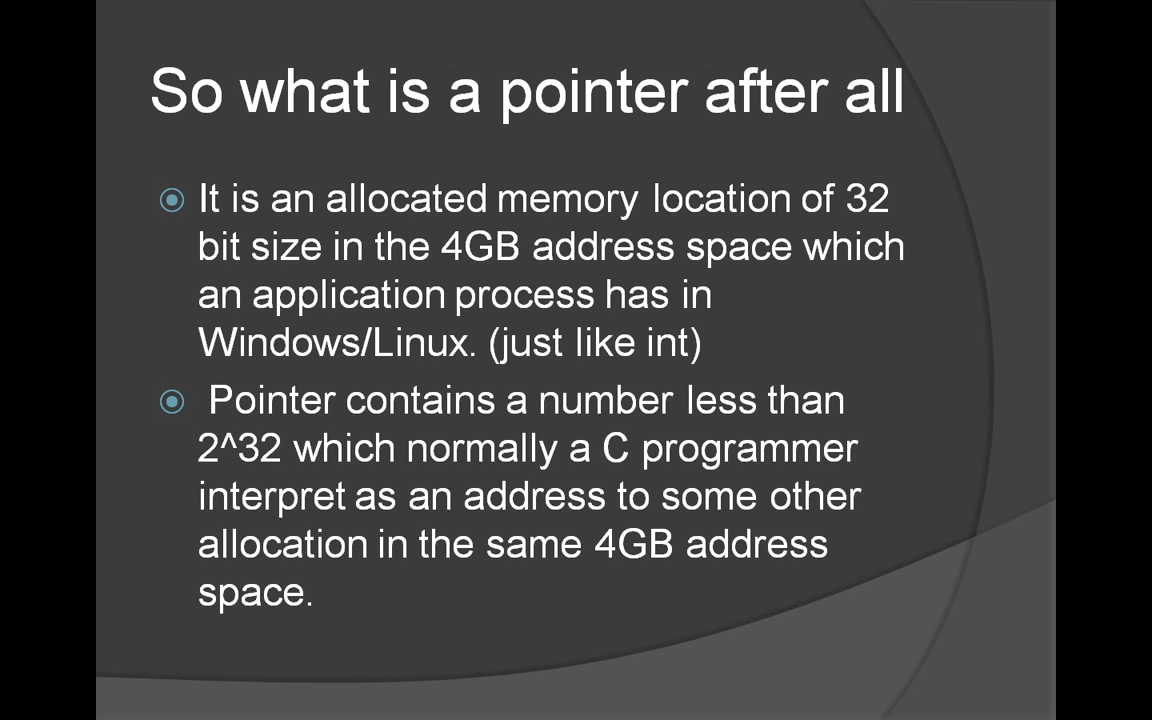 So what is a pointer after all
It is an allocated memory location of 32
bit size in the 4GB address space which
an application process has in
Windows/Linux. (just like int)
Pointer contains a number less than
2^32 which normally a C programmer
interpret as an address to some other
allocation in the same 4GB address
space.